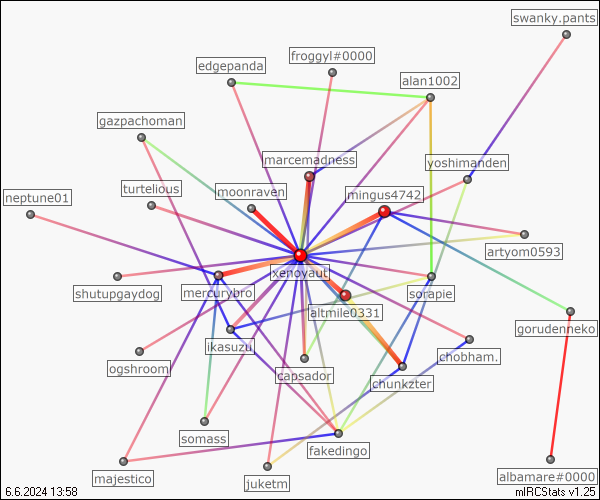 swanky.pants
froggyl#0000
edgepanda
alan1002
gazpachoman
marcemadness
yoshimanden
turtelious
moonraven
mingus4742
neptune01
artyom0593
xenoyaut
shutupgaydog
mercurybro
sorapie
altmile0331
gorudenneko
ikasuzu
chobham.
ogshroom
capsador
chunkzter
somass
fakedingo
majestico
juketm
albamare#0000
6.6.2024 13:58
mIRCStats v1.25